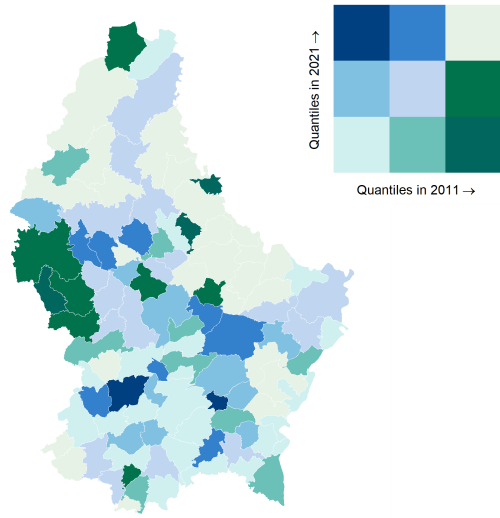 Quantiles in 2021 →
Quantiles in 2011 →